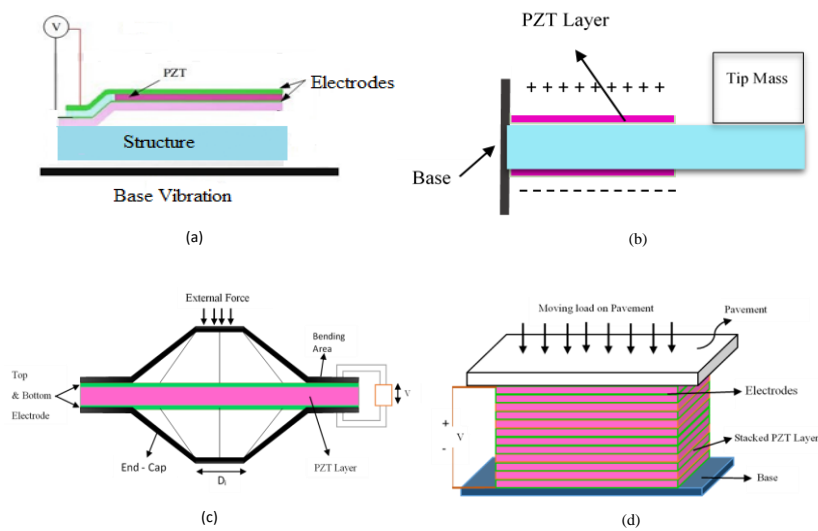 V
PZT
Electrodes
Structure
Base Vibration
(a)
PZT Layer
Tip Mass
+ + + + + + + + +
Base
– – – – – – – – – –
(b)
External Force
Bending
Area
Top
& Bottom
Electrode
V
End - Cap
D
PZT Layer
(c)
Moving load on Pavement
Pavement
Electrodes
+
V
-
Stacked PZT Layer
Base
(d)